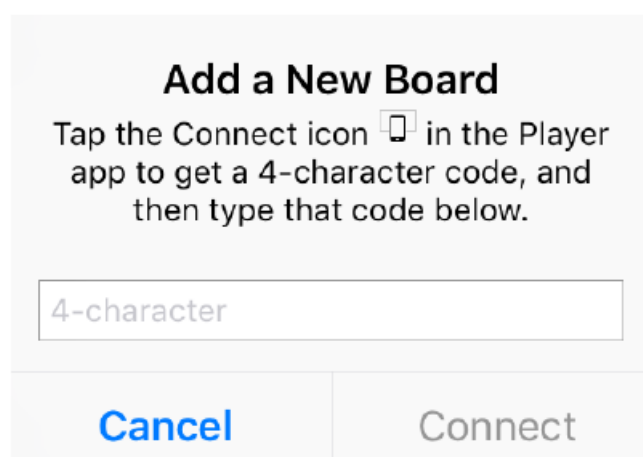 Add a New Board
Tap the Connect icon in the Player
app to get a 4-character code, and
then type that code below.
4-character
Cancel
Connect